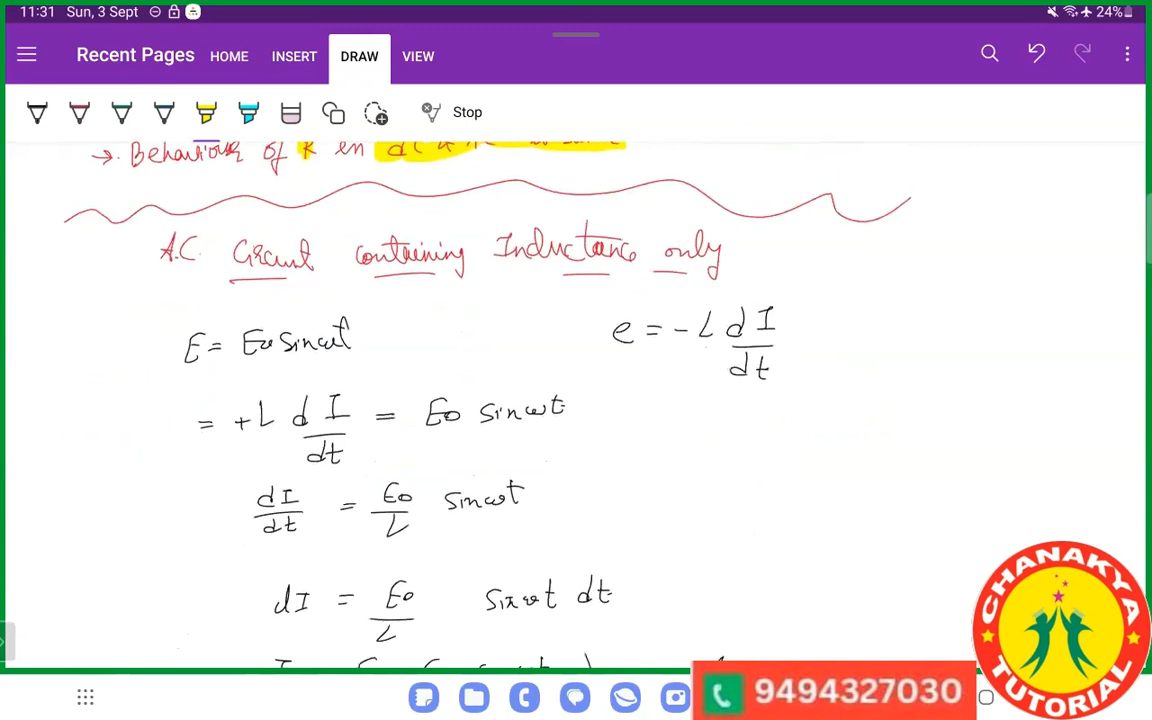 11:31 Sun, 3 Sept
24%
Recent Pages HOME INSERT DRAW VIEW
Stop
→. Behaviour of R in
A.C. Circuit containing Inductance only
E = E₀ sinωt
e = - L dI/dt
= + L dI/dt = E₀ sinωt
dI/dt = E₀/L sinωt
dI = E₀/L sinωt dt
9494327030
CHANAKYA
TUTORIAL